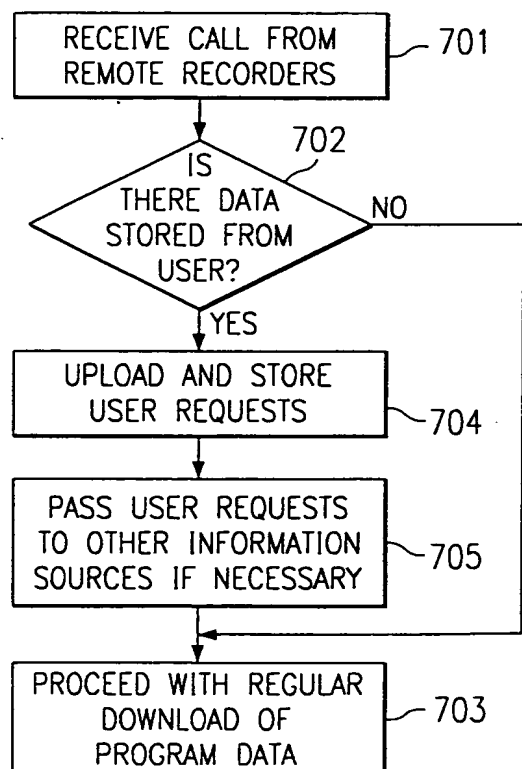 RECEIVE CALL FROM
REMOTE RECORDERS
701
702
IS
THERE DATA
STORED FROM
USER?
NO
YES
UPLOAD AND STORE
USER REQUESTS
704
PASS USER REQUESTS
TO OTHER INFORMATION
SOURCES IF NECESSARY
705
PROCEED WITH REGULAR
DOWNLOAD OF
PROGRAM DATA
703